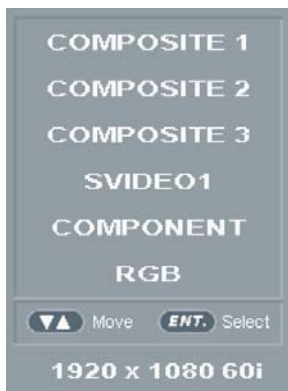 COMPOSITE 1
COMPOSITE 2
COMPOSITE 3
SVIDEO1
COMPONENT
RGB
▼▲ Move ENT. Select
1920 x 1080 60i